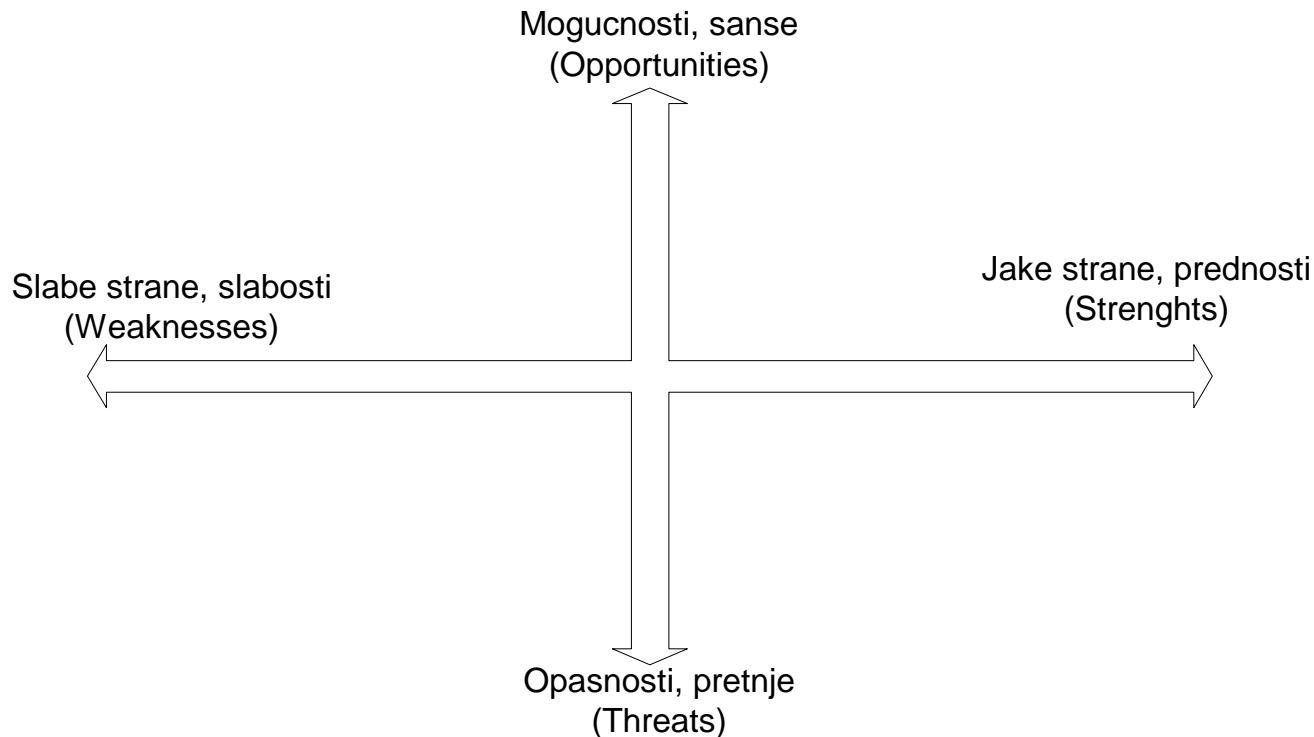 Mogucnosti, sanse
(Opportunities)
Slabe strane, slabosti
(Weaknesses)
Jake strane, prednosti
(Strenghts)
Opasnosti, pretnje
(Threats)